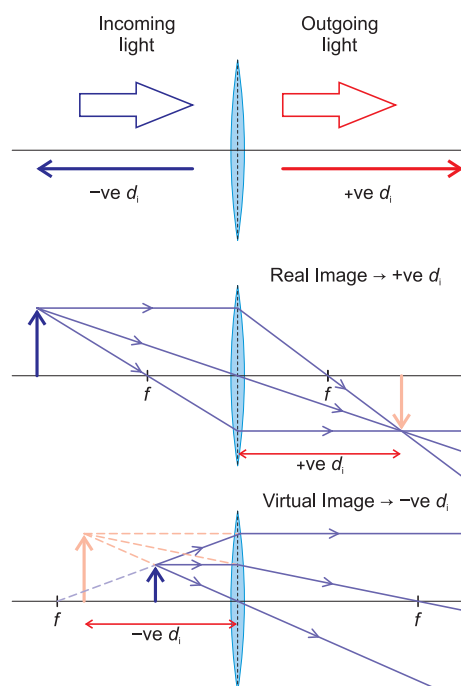 Incoming light
Outgoing light
−ve dᵢ
+ve dᵢ
Real Image → +ve dᵢ
f
f
+ve dᵢ
Virtual Image → −ve dᵢ
f
f
−ve dᵢ